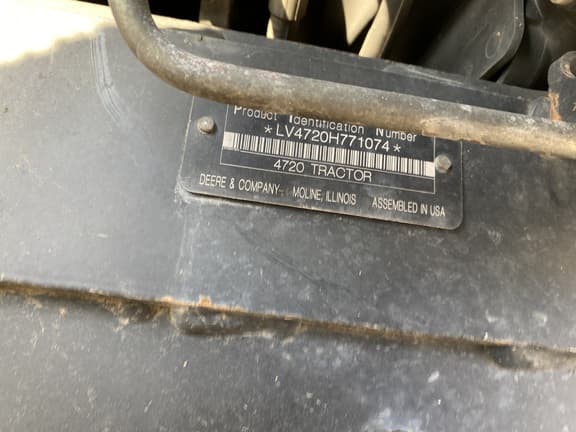 Product Identification Number
*LV4720H771074*
4720 TRACTOR
DEERE & COMPANY MOLINE, ILLINOIS ASSEMBLED IN USA